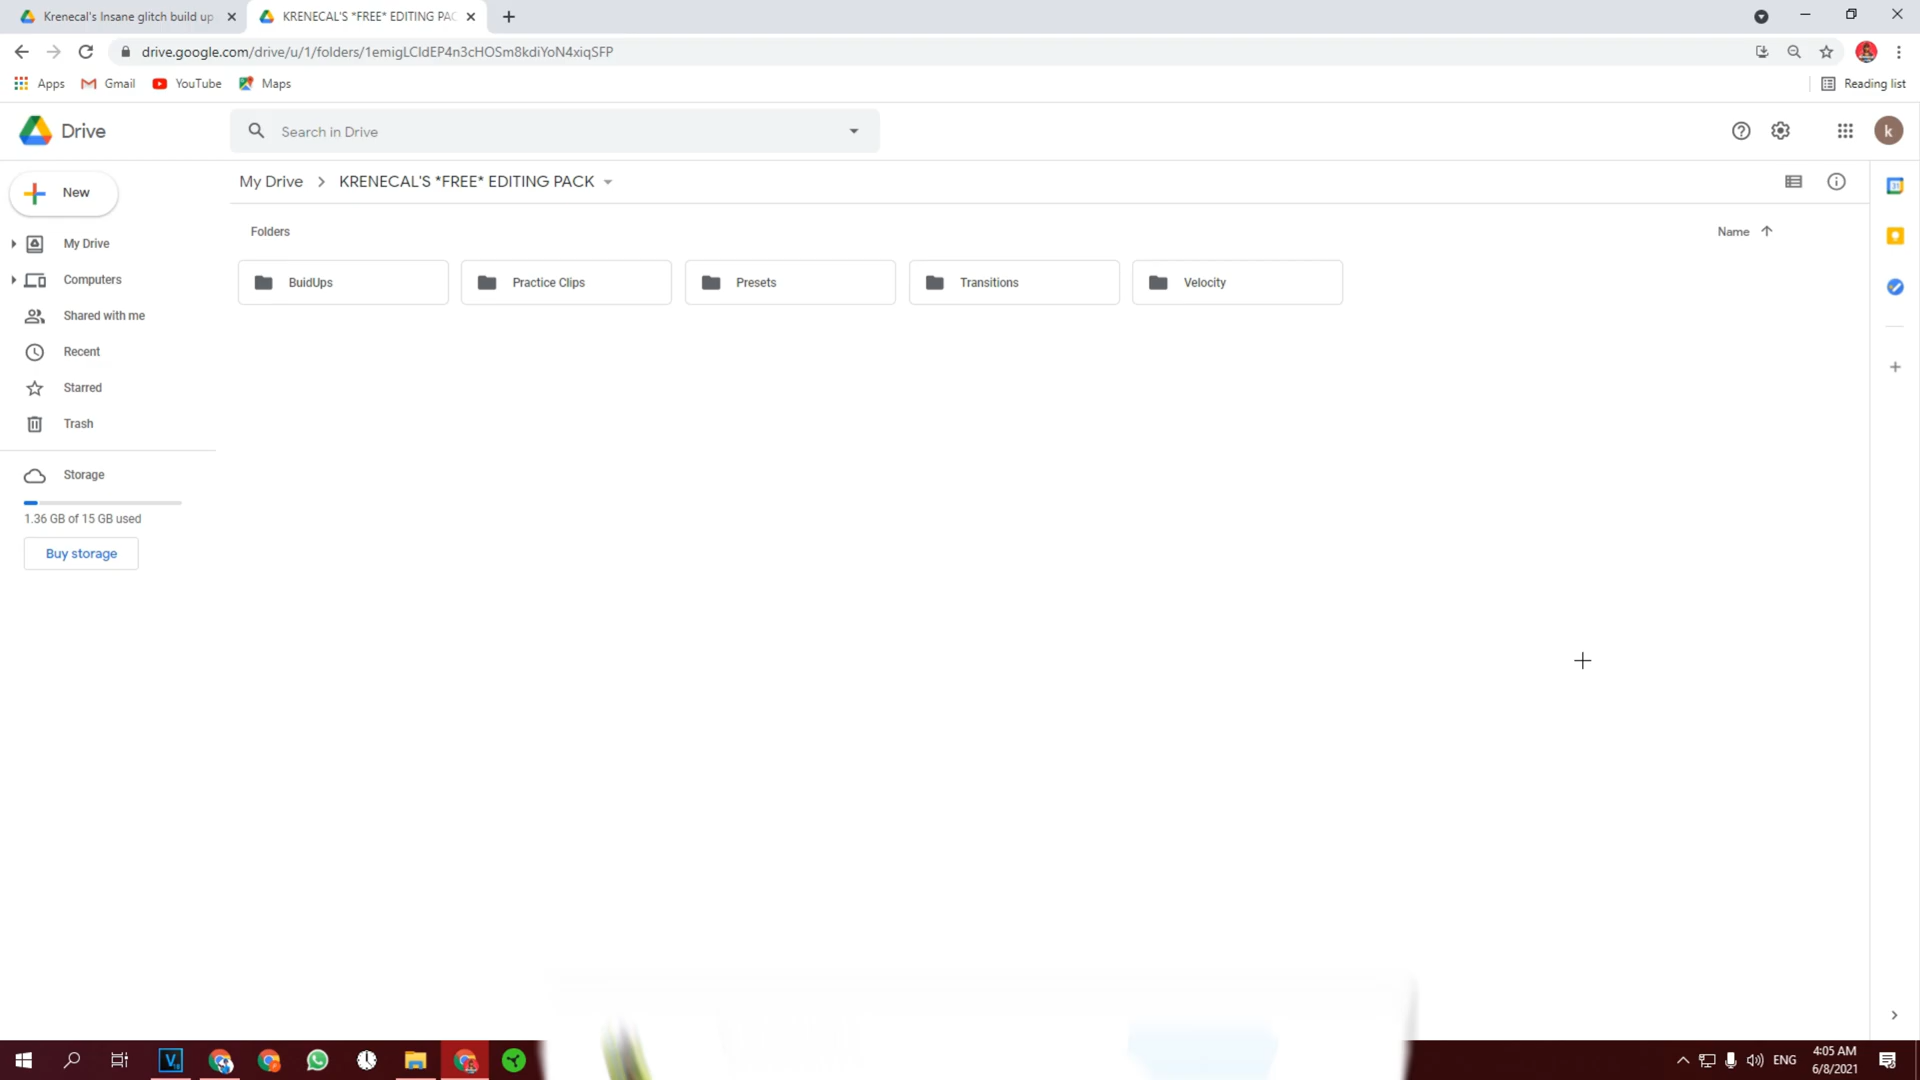 Krenecal's Insane glitch build up
KRENECAL'S *FREE* EDITING PAC
drive.google.com/drive/u/1/folders/1emigLCIdEP4n3cHOSm8kdiYoN4xiqSFP
Apps
Gmail
YouTube
Maps
Reading list
Drive
Search in Drive
k
New
My Drive
KRENECAL'S *FREE* EDITING PACK
31
My Drive
Computers
Shared with me
Recent
Starred
Trash
Storage
1.36 GB of 15 GB used
Buy storage
Folders
Name
BuidUps
Practice Clips
Presets
Transitions
Velocity
V
18
ENG
4:05 AM
6/8/2021